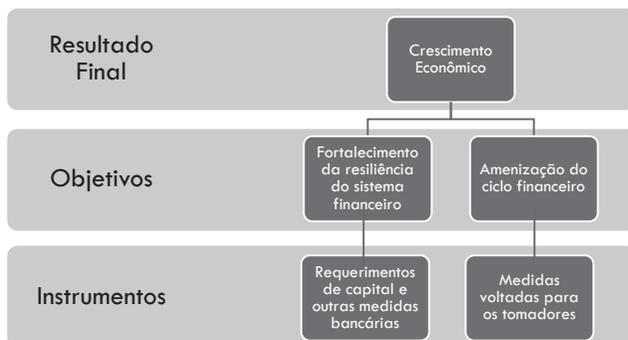 Resultado
Final
Crescimento
Econômico
Objetivos
Fortalecimento
da resiliência
do sistema
financeiro
Amenização do
ciclo financeiro
Instrumentos
Requerimentos
de capital e
outras medidas
bancárias
Medidas
voltadas para
os tomadores